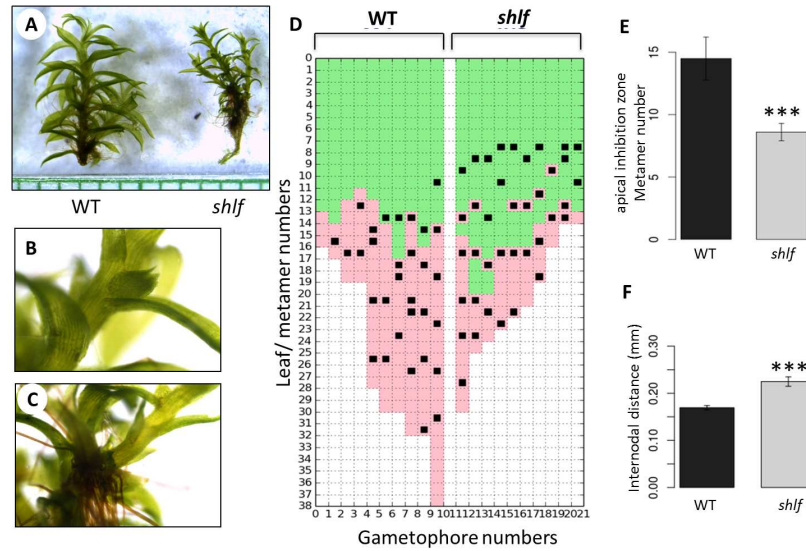 A
WT
shlf
B
C
D
WT
shlf
Leaf/ metamer numbers
0
1
2
3
4
5
6
7
8
9
10
11
12
13
14
15
16
17
18
19
20
21
22
23
24
25
26
27
28
29
30
31
32
33
34
35
36
37
38
0 1 2 3 4 5 6 7 8 9 10 11 12 13 14 15 16 17 18 19 20 21
Gametophore numbers
E
apical inhibition zone
Metamer number
15
10
5
0
***
WT
shlf
F
Internodal distance (mm)
0.30
0.20
0.10
0.00
***
WT
shlf